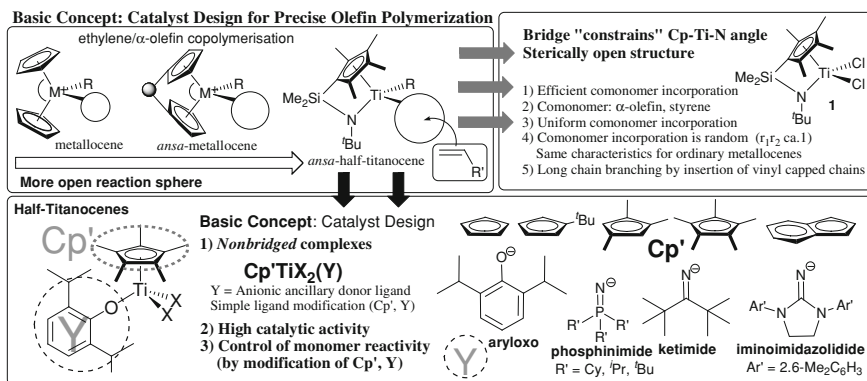 Basic Concept: Catalyst Design for Precise Olefin Polymerization
ethylene/α-olefin copolymerisation
M⁺
R
metallocene
M⁺
R
ansa-metallocene
Me₂Si
Ti
R
N
ᵗBu
ansa-half-titanocene
R'
More open reaction sphere
Bridge "constrains" Cp-Ti-N angle
Sterically open structure
1) Efficient comonomer incorporation
2) Comonomer: α-olefin, styrene
3) Uniform comonomer incorporation
4) Comonomer incorporation is random (r₁r₂ ca.1)
Same characteristics for ordinary metallocenes
5) Long chain branching by insertion of vinyl capped chains
Me₂Si
Ti
Cl
Cl
N
ᵗBu
1
Half-Titanocenes
Cp'
Ti
O
X
X
Y
Basic Concept: Catalyst Design
1) Nonbridged complexes
Cp'TiX₂(Y)
Y = Anionic ancillary donor ligand
Simple ligand modification (Cp', Y)
2) High catalytic activity
3) Control of monomer reactivity
(by modification of Cp', Y)
ᵗBu
Cp'
O⊖
aryloxo
Y
N⊖
R'
P
R'
R'
phosphinimide
R' = Cy, ⁱPr, ᵗBu
N⊖
ketimide
N⊖
Ar'
N
N
Ar'
iminoimidazolidide
Ar' = 2.6-Me₂C₆H₃